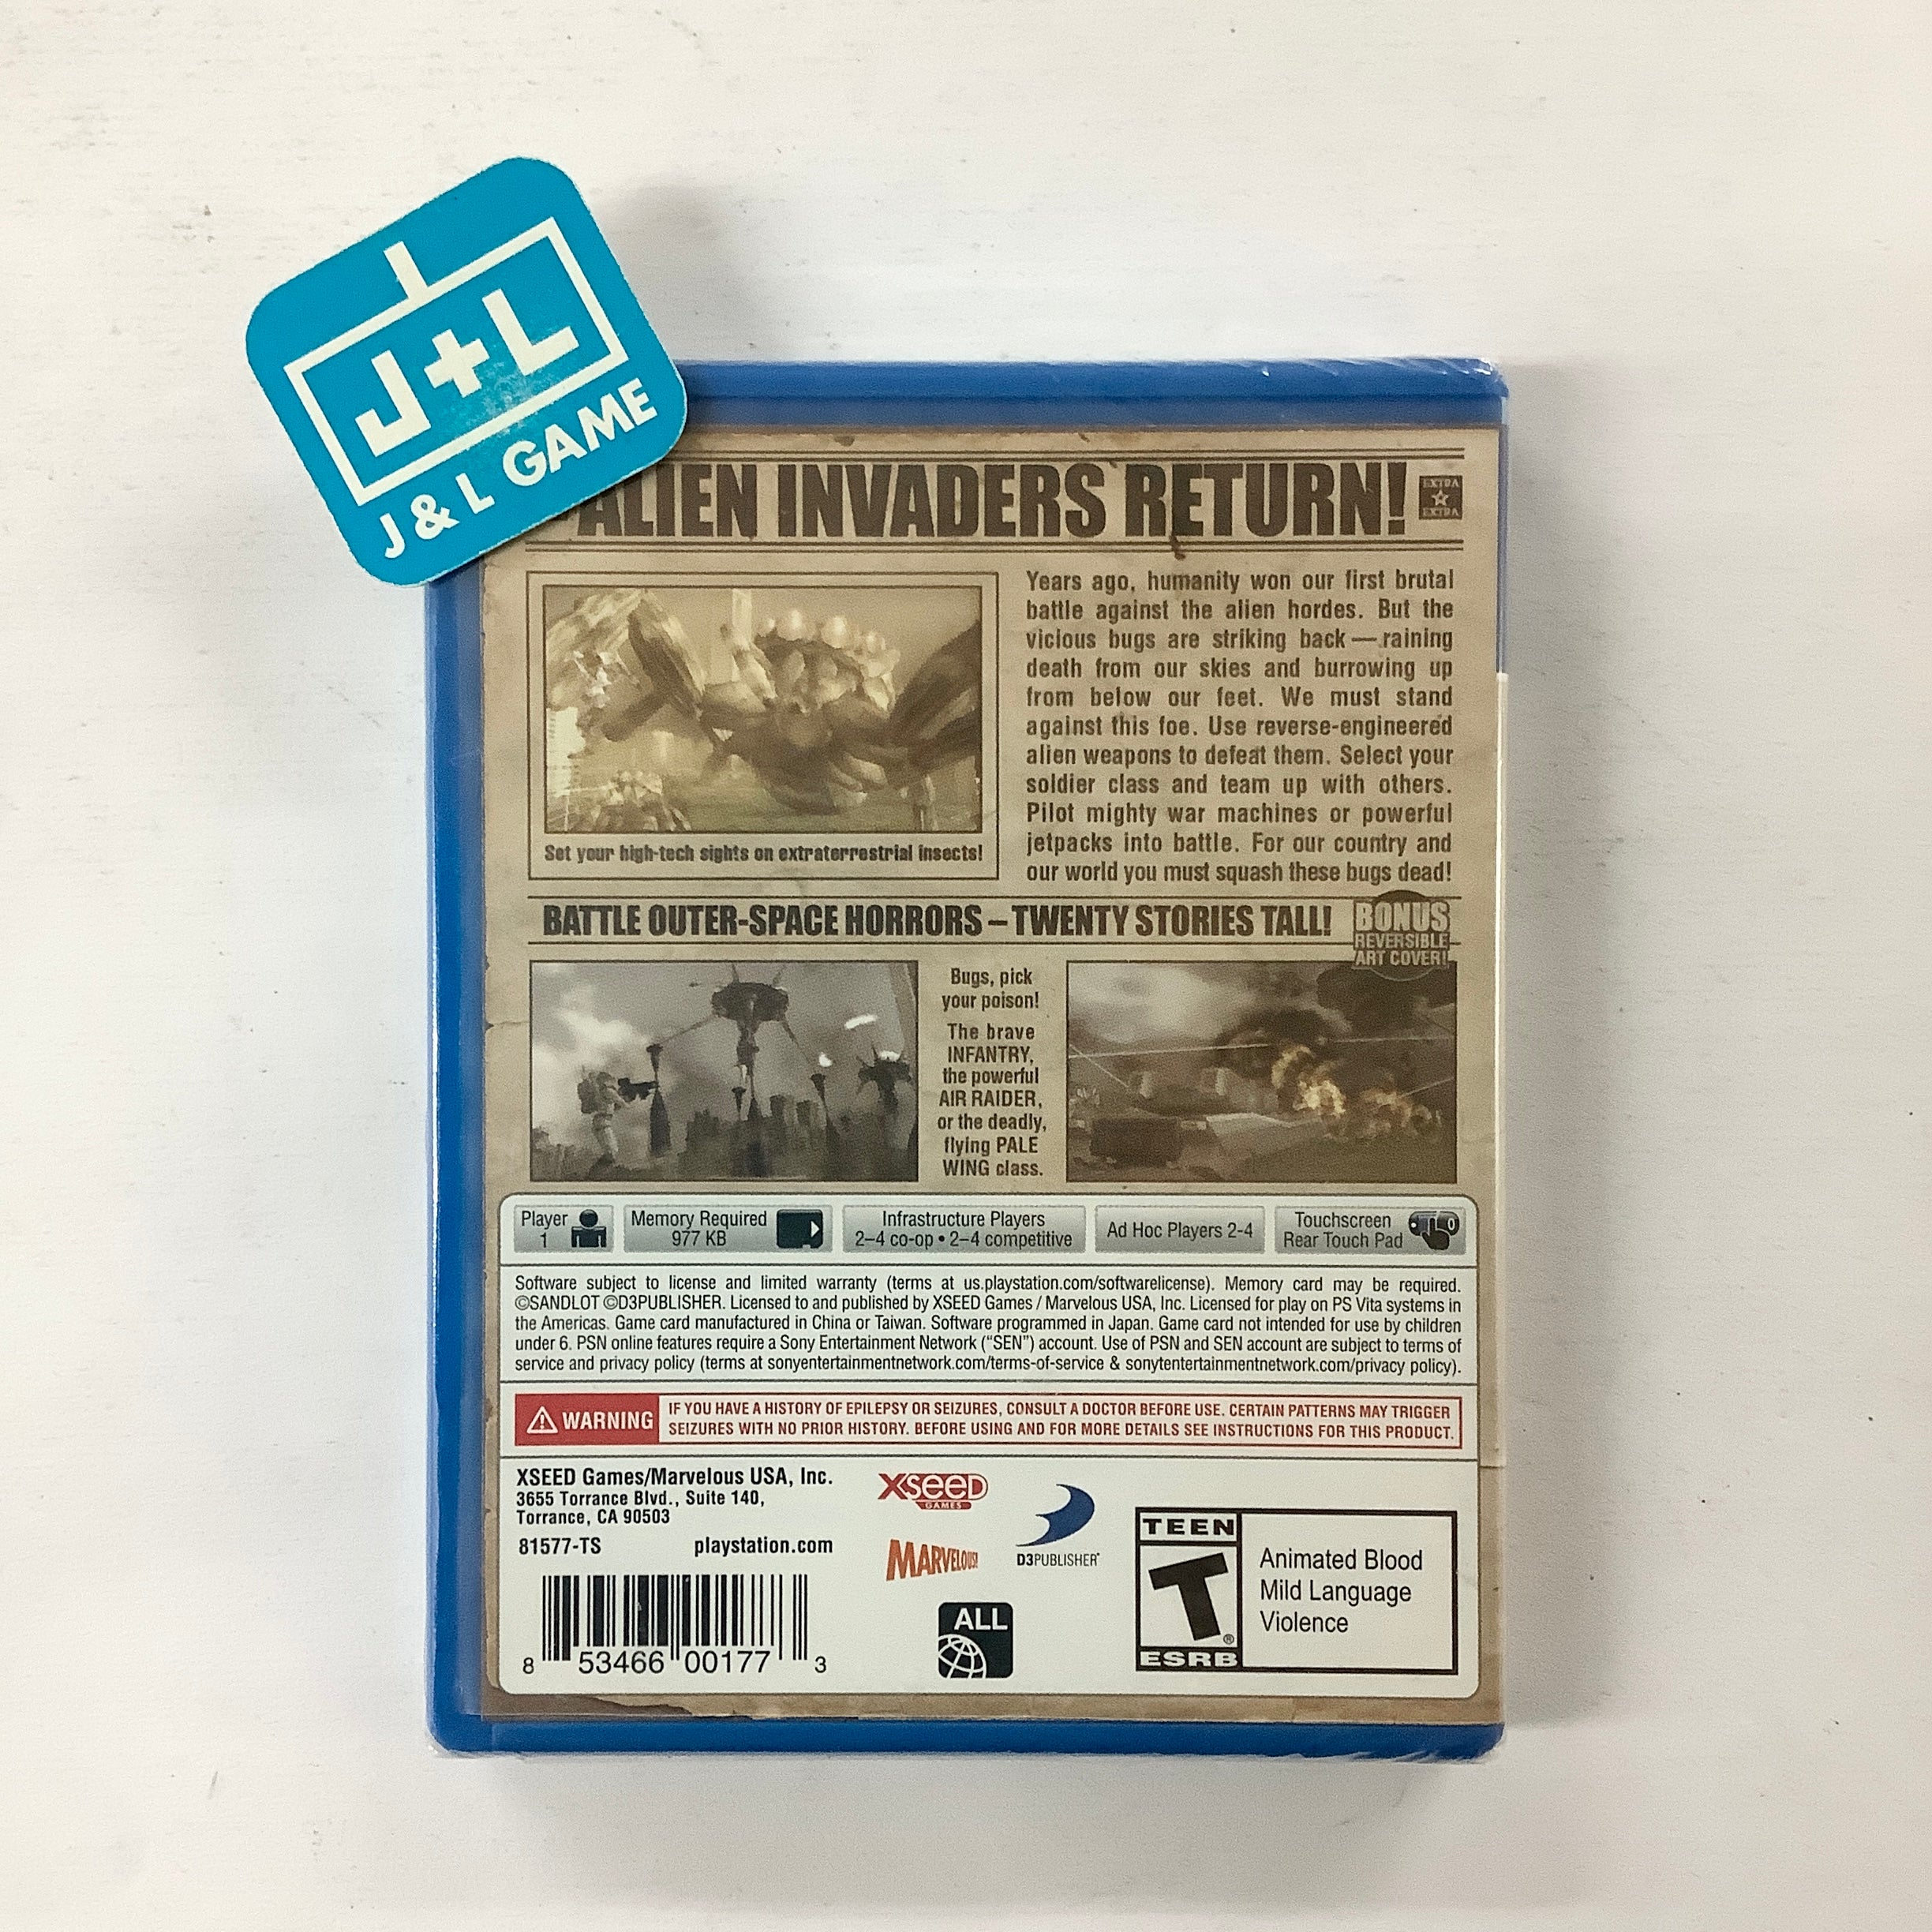 J+L
J & L GAME
ALIEN INVADERS RETURN!
EXTRA
EXTRA
Years ago, humanity won our first brutal
battle against the alien hordes. But the
vicious bugs are striking back — raining
death from our skies and burrowing up
from below our feet. We must stand
against this foe. Use reverse-engineered
alien weapons to defeat them. Select your
soldier class and team up with others.
Pilot mighty war machines or powerful
jetpacks into battle. For our country and
our world you must squash these bugs dead!
Set your high-tech sights on extraterrestrial insects!
BATTLE OUTER-SPACE HORRORS – TWENTY STORIES TALL!
BONUS
REVERSIBLE
ART COVER!
Bugs, pick
your poison!
The brave
INFANTRY,
the powerful
AIR RAIDER,
or the deadly,
flying PALE
WING class.
Player
1
Memory Required
977 KB
Infrastructure Players
2–4 co-op • 2–4 competitive
Ad Hoc Players 2-4
Touchscreen
Rear Touch Pad
Software subject to license and limited warranty (terms at us.playstation.com/softwarelicense). Memory card may be required.
©SANDLOT ©D3PUBLISHER. Licensed to and published by XSEED Games / Marvelous USA, Inc. Licensed for play on PS Vita systems in
the Americas. Game card manufactured in China or Taiwan. Software programmed in Japan. Game card not intended for use by children
under 6. PSN online features require a Sony Entertainment Network (“SEN”) account. Use of PSN and SEN account are subject to terms of
service and privacy policy (terms at sonyentertainmentnetwork.com/terms-of-service & sonytentertainmentnetwork.com/privacy policy).
WARNING
IF YOU HAVE A HISTORY OF EPILEPSY OR SEIZURES, CONSULT A DOCTOR BEFORE USE. CERTAIN PATTERNS MAY TRIGGER
SEIZURES WITH NO PRIOR HISTORY. BEFORE USING AND FOR MORE DETAILS SEE INSTRUCTIONS FOR THIS PRODUCT.
XSEED Games/Marvelous USA, Inc.
3655 Torrance Blvd., Suite 140,
Torrance, CA 90503
81577-TS playstation.com
8 53466 00177 3
XSEED
GAMES
MARVELOUS!
D3PUBLISHER
ALL
TEEN
T
ESRB
Animated Blood
Mild Language
Violence